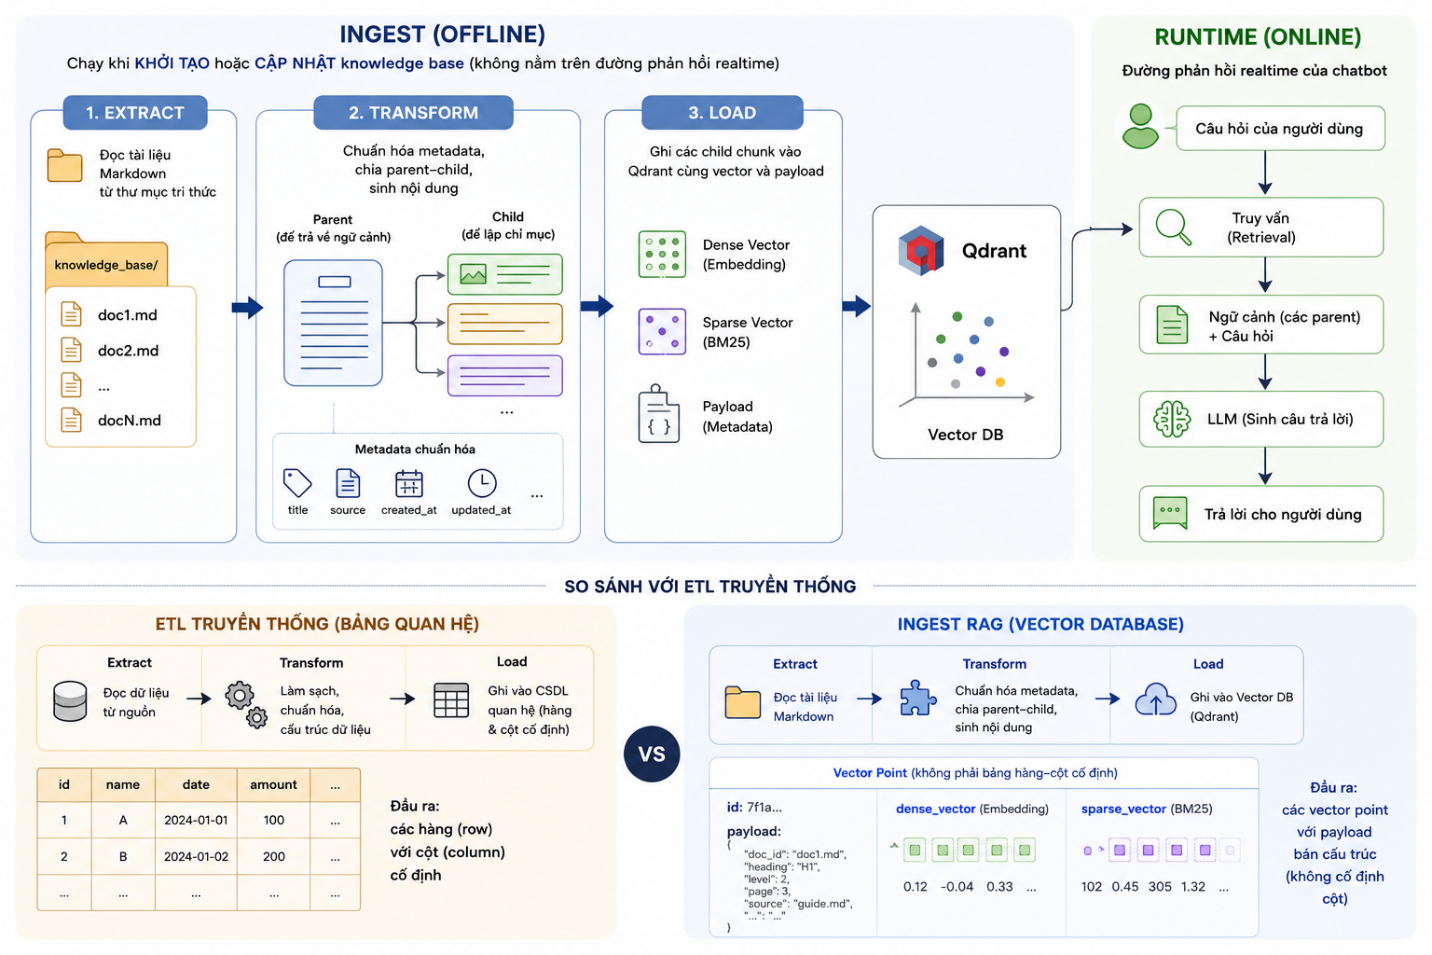 INGEST (OFFLINE)
Chạy khi KHỞI TẠO hoặc CẬP NHẬT knowledge base (không nằm trên đường phản hồi realtime)
1. EXTRACT
Đọc tài liệu
Markdown
từ thư mục tri thức
knowledge_base/
doc1.md
doc2.md
...
docN.md
2. TRANSFORM
Chuẩn hóa metadata,
chia parent–child,
sinh nội dung
Parent
(để trả về ngữ cảnh)
Child
(để lập chỉ mục)
...
Metadata chuẩn hóa
title
source
created_at
updated_at
...
3. LOAD
Ghi các child chunk vào
Qdrant cùng vector và payload
Dense Vector
(Embedding)
Sparse Vector
(BM25)
{ }
Payload
(Metadata)
Qdrant
Vector DB
RUNTIME (ONLINE)
Đường phản hồi realtime của chatbot
Câu hỏi của người dùng
Truy vấn
(Retrieval)
Ngữ cảnh (các parent)
+ Câu hỏi
LLM (Sinh câu trả lời)
Trả lời cho người dùng
SO SÁNH VỚI ETL TRUYỀN THỐNG
ETL TRUYỀN THỐNG (BẢNG QUAN HỆ)
Extract
Đọc dữ liệu
từ nguồn
Transform
Làm sạch,
chuẩn hóa,
cấu trúc dữ liệu
Load
Ghi vào CSDL
quan hệ (hàng
& cột cố định)
id name date amount ...
1 A 2024-01-01 100 ...
2 B 2024-01-02 200 ...
... ... ... ... ...
Đầu ra:
các hàng (row)
với cột (column)
cố định
VS
INGEST RAG (VECTOR DATABASE)
Extract
Đọc tài liệu
Markdown
Transform
Chuẩn hóa metadata,
chia parent–child,
sinh nội dung
Load
Ghi vào Vector DB
(Qdrant)
Vector Point (không phải bảng hàng–cột cố định)
id: 7f1a...
payload:
{
"doc_id": "doc1.md",
"heading": "H1",
"level": 2,
"page": 3,
"source": "guide.md",
"...": "..."
}
dense_vector (Embedding)
0.12 -0.04 0.33 ...
sparse_vector (BM25)
102 0.45 305 1.32 ...
Đầu ra:
các vector point
với payload
bán cấu trúc
(không cố định
cột)